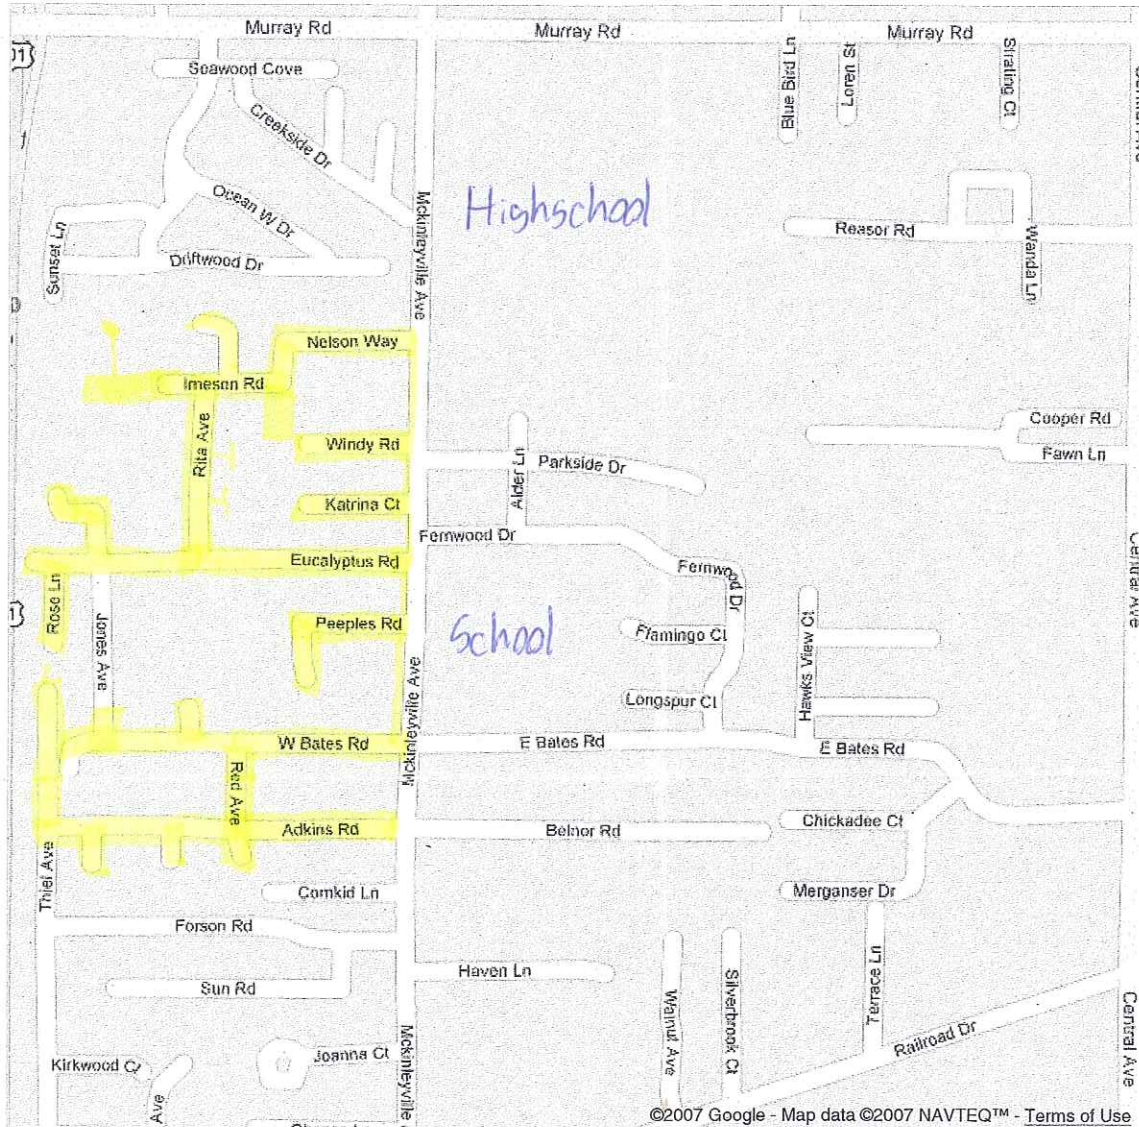 Murray Rd
Murray Rd
Murray Rd
Seawood Cove
Creekside Dr
Ocean W Dr
Sunset Ln
Driftwood Dr
Mckinleyville Ave
Highschool
Blue Bird Ln
Loren St
Strating Ct
Reasor Rd
Wanda Ln
Nelson Way
Imeson Rd
Rita Ave
Windy Rd
Katrina Ct
Eucalyptus Rd
Alder Ln
Parkside Dr
Cooper Rd
Fawn Ln
Fernwood Dr
Fernwood Dr
Central Ave
Rose Ln
Jones Ave
Peeples Rd
School
Flamingo Ct
Hawks View Ct
Longspur Ct
Mckinleyville Ave
W Bates Rd
E Bates Rd
E Bates Rd
Red Ave
Adkins Rd
Belnor Rd
Chickadee Ct
Thiel Ave
Comkid Ln
Merganser Dr
Forson Rd
Haven Ln
Sun Rd
Walnut Ave
Silverbrook Ct
Terrace Ln
Railroad Dr
Central Ave
Kirkwood Ct
Ave
Joanna Ct
Mckinleyville
©2007 Google - Map data ©2007 NAVTEQ™ - Terms of Use